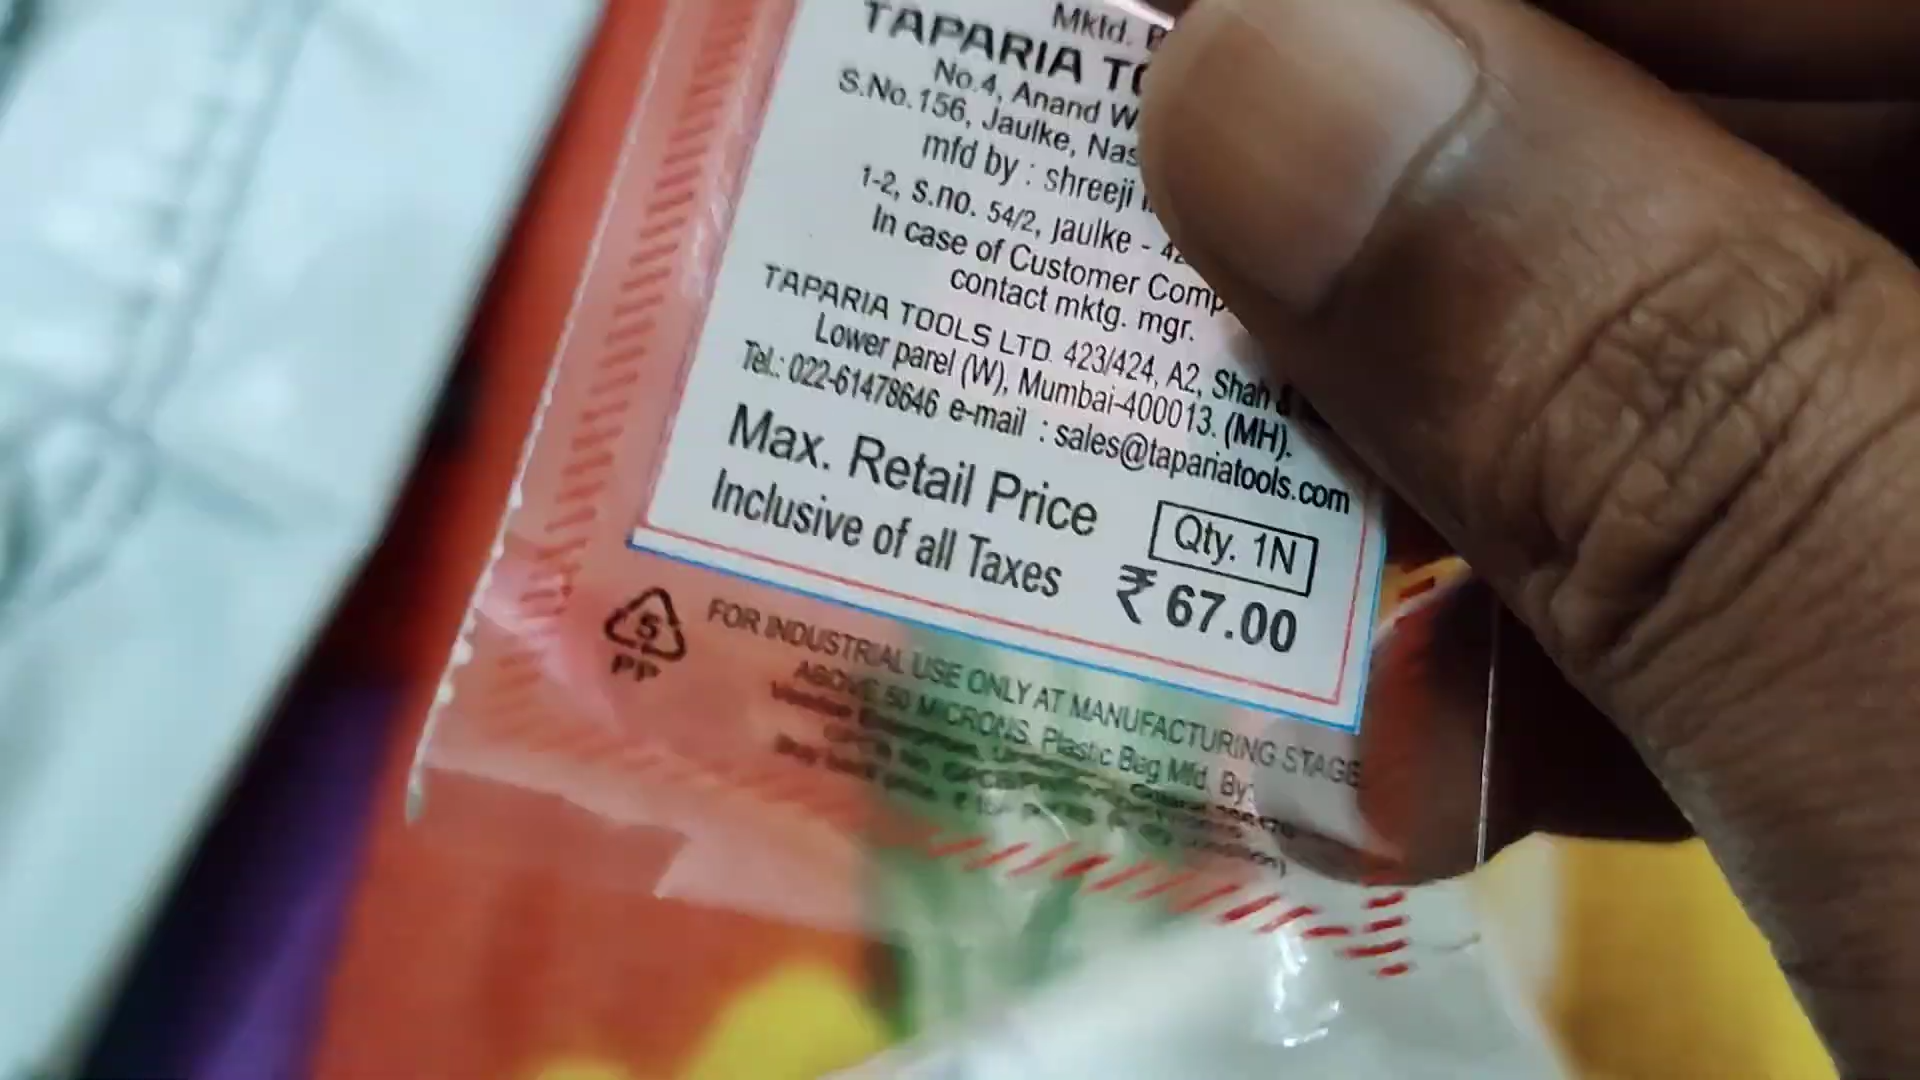 Mktd.
TAPARIA
No.4, Anand
S.No.156, Jaulke,
mfd by : shreeji
1-2, s.no. 54/2, jaulke -
In case of Customer
contact mktg. mgr.
TAPARIA TOOLS LTD. 423/424, A2, Shah &
Lower parel (W), Mumbai-400013. (MH).
Tel.: 022-61478646 e-mail : sales@tapariatools.com
Max. Retail Price
Qty. 1N
Inclusive of all Taxes
₹ 67.00
5
PP
FOR INDUSTRIAL USE ONLY AT MANUFACTURING STAGE
ABOVE 50 MICRONS. Plastic Bag Mfd. By: